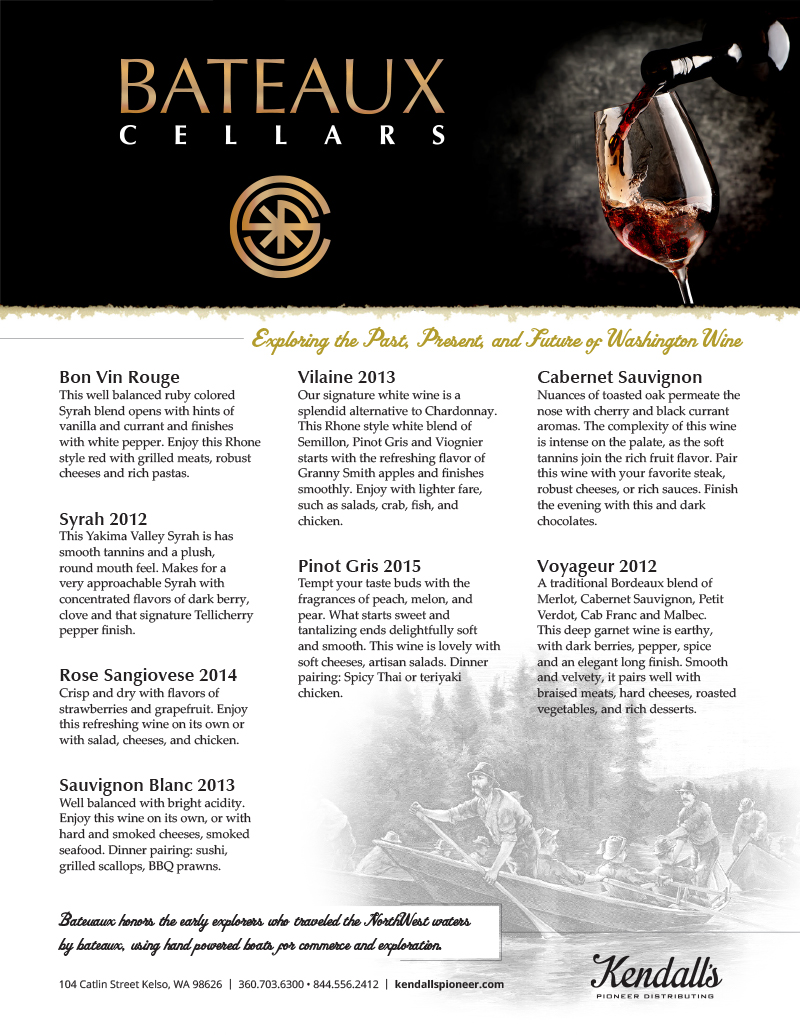 BATEAUX
CELLARS
Exploring the Past, Present, and Future of Washington Wine
Bon Vin Rouge
This well balanced ruby colored
Syrah blend opens with hints of
vanilla and currant and finishes
with white pepper. Enjoy this Rhone
style red with grilled meats, robust
cheeses and rich pastas.
Syrah 2012
This Yakima Valley Syrah is has
smooth tannins and a plush,
round mouth feel. Makes for a
very approachable Syrah with
concentrated flavors of dark berry,
clove and that signature Tellicherry
pepper finish.
Rose Sangiovese 2014
Crisp and dry with flavors of
strawberries and grapefruit. Enjoy
this refreshing wine on its own or
with salad, cheeses, and chicken.
Sauvignon Blanc 2013
Well balanced with bright acidity.
Enjoy this wine on its own, or with
hard and smoked cheeses, smoked
seafood. Dinner pairing: sushi,
grilled scallops, BBQ prawns.
Vilaine 2013
Our signature white wine is a
splendid alternative to Chardonnay.
This Rhone style white blend of
Semillon, Pinot Gris and Viognier
starts with the refreshing flavor of
Granny Smith apples and finishes
smoothly. Enjoy with lighter fare,
such as salads, crab, fish, and
chicken.
Pinot Gris 2015
Tempt your taste buds with the
fragrances of peach, melon, and
pear. What starts sweet and
tantalizing ends delightfully soft
and smooth. This wine is lovely with
soft cheeses, artisan salads. Dinner
pairing: Spicy Thai or teriyaki
chicken.
Cabernet Sauvignon
Nuances of toasted oak permeate the
nose with cherry and black currant
aromas. The complexity of this wine
is intense on the palate, as the soft
tannins join the rich fruit flavor. Pair
this wine with your favorite steak,
robust cheeses, or rich sauces. Finish
the evening with this and dark
chocolates.
Voyageur 2012
A traditional Bordeaux blend of
Merlot, Cabernet Sauvignon, Petit
Verdot, Cab Franc and Malbec.
This deep garnet wine is earthy,
with dark berries, pepper, spice
and an elegant long finish. Smooth
and velvety, it pairs well with
braised meats, hard cheeses, roasted
vegetables, and rich desserts.
Bateuaux honors the early explorers who traveled the NorthWest waters
by bateaux, using hand powered boats for commerce and exploration.
104 Catlin Street Kelso, WA 98626 | 360.703.6300 • 844.556.2412 | kendallspioneer.com
Kendall's
PIONEER DISTRIBUTING